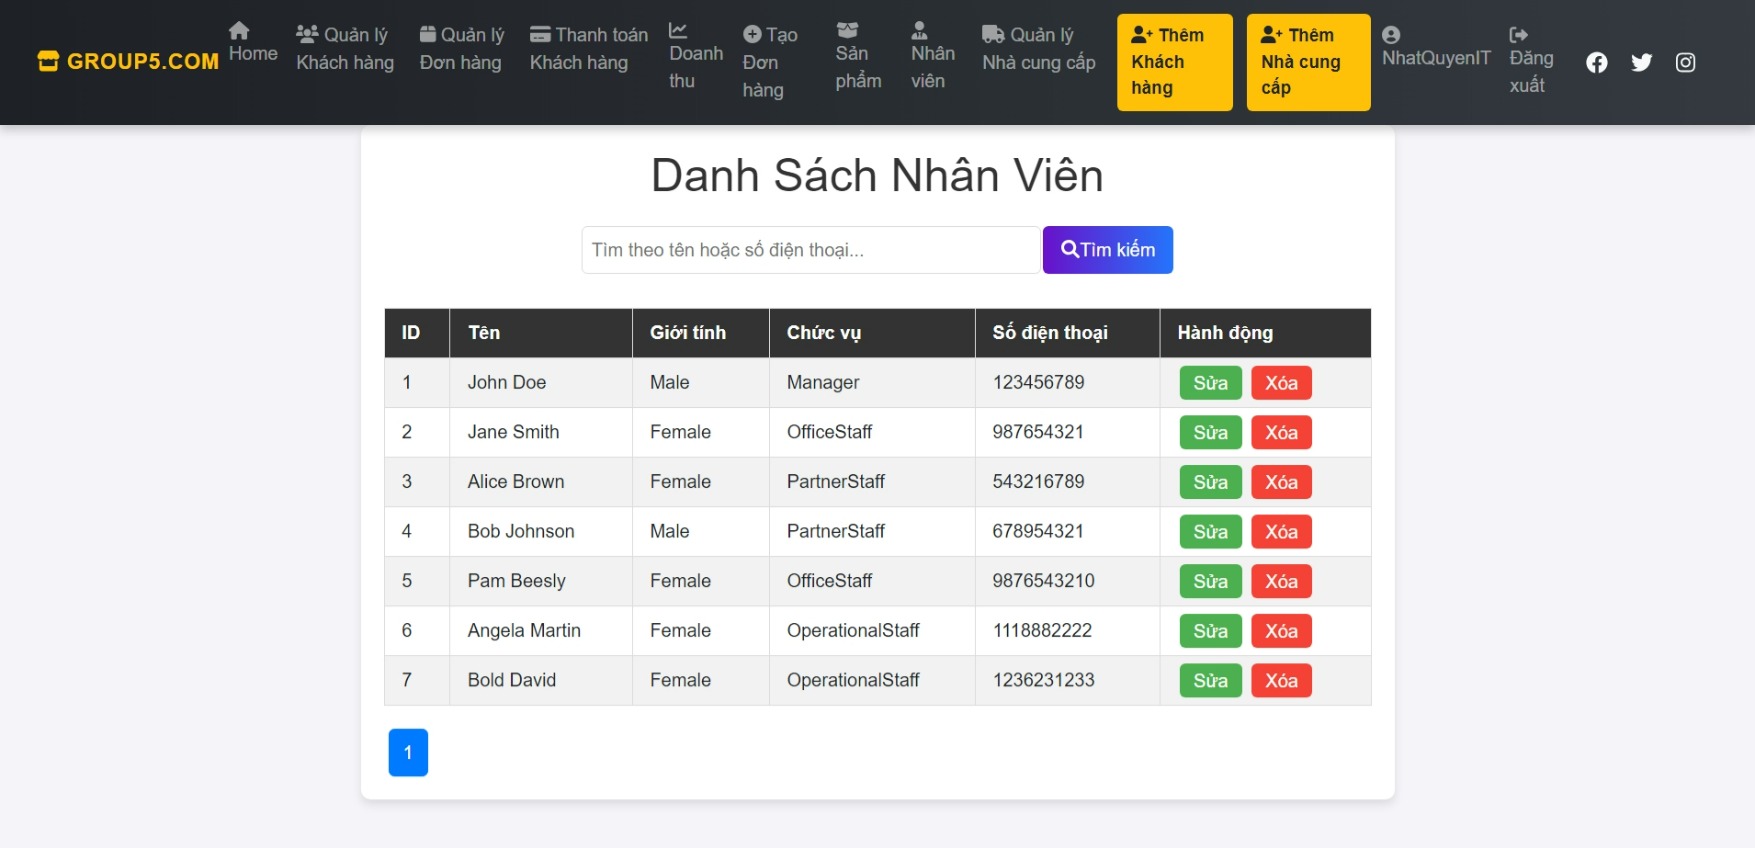 GROUP5.COM
Home
Quản lý
Khách hàng
Quản lý
Đơn hàng
Thanh toán
Khách hàng
Doanh
thu
Tạo
Đơn
hàng
Sản
phẩm
Nhân
viên
Quản lý
Nhà cung cấp
Thêm
Khách
hàng
Thêm
Nhà cung
cấp
NhatQuyenIT
Đăng
xuất
Danh Sách Nhân Viên
Tìm theo tên hoặc số điện thoại...
Tìm kiếm
ID Tên Giới tính Chức vụ Số điện thoại Hành động
1 John Doe Male Manager 123456789 Sửa Xóa
2 Jane Smith Female OfficeStaff 987654321 Sửa Xóa
3 Alice Brown Female PartnerStaff 543216789 Sửa Xóa
4 Bob Johnson Male PartnerStaff 678954321 Sửa Xóa
5 Pam Beesly Female OfficeStaff 9876543210 Sửa Xóa
6 Angela Martin Female OperationalStaff 1118882222 Sửa Xóa
7 Bold David Female OperationalStaff 1236231233 Sửa Xóa
1